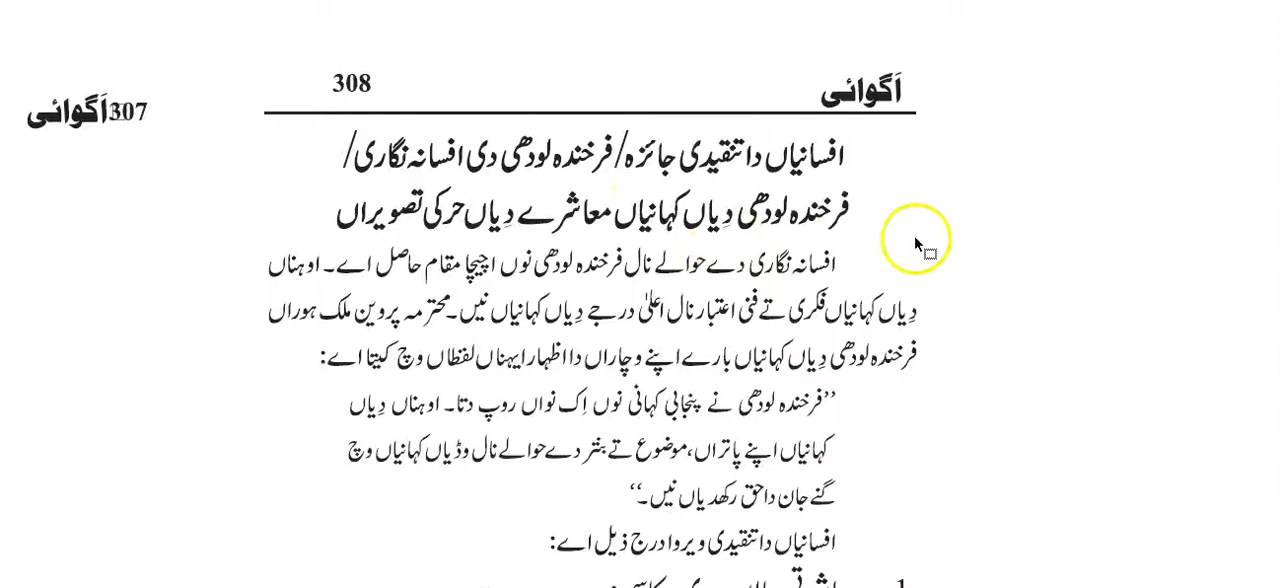 اَگوائی 308
307 اَگوائی
افسانیاں دا تنقیدی جائزہ/فرخندہ لودھی دی افسانہ نگاری/
فرخندہ لودھی دِیاں کہانیاں معاشرے دِیاں حرکی تصویراں
افسانہ نگاری دے حوالے نال فرخندہ لودھی نوں اچیچا مقام حاصل اے۔ اوہناں
دِیاں کہانیاں فکری تے فنی اعتبار نال اعلیٰ درجے دِیاں کہانیاں نیں۔ محترمہ پروین ملک ہوراں
فرخندہ لودھی دِیاں کہانیاں بارے اپنے وچاراں دا اظہار ایہناں لفظاں وچ کیتا اے:
’’فرخندہ لودھی نے پنجابی کہانی نوں اِک نواں روپ دتا۔ اوہناں دِیاں
کہانیاں اپنے پاتراں، موضوع تے بنتر دے حوالے نال وڈیاں کہانیاں وچ
گنے جان دا حق رکھدیاں نیں۔‘‘
افسانیاں دا تنقیدی ویروا درج ذیل اے:
1